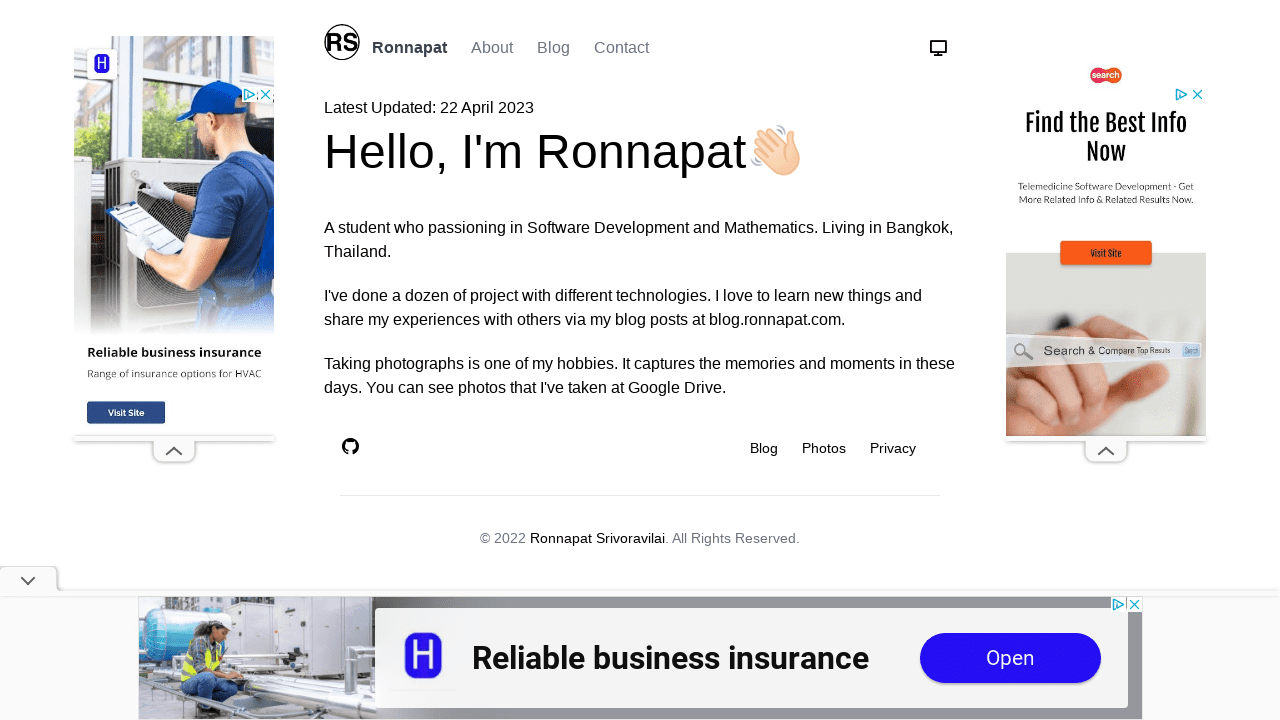 RS Ronnapat About Blog Contact
Latest Updated: 22 April 2023
Hello, I'm Ronnapat👋🏻
A student who passioning in Software Development and Mathematics. Living in Bangkok,
Thailand.
I've done a dozen of project with different technologies. I love to learn new things and
share my experiences with others via my blog posts at blog.ronnapat.com.
Taking photographs is one of my hobbies. It captures the memories and moments in these
days. You can see photos that I've taken at Google Drive.
Blog Photos Privacy
© 2022 Ronnapat Srivoravilai. All Rights Reserved.
H
Reliable business insurance
Range of insurance options for HVAC
Visit Site
search
Find the Best Info
Now
Telemedicine Software Development - Get
More Related Info & Related Results Now.
Visit Site
Search & Compare Top Results
Search
H
Reliable business insurance
Open